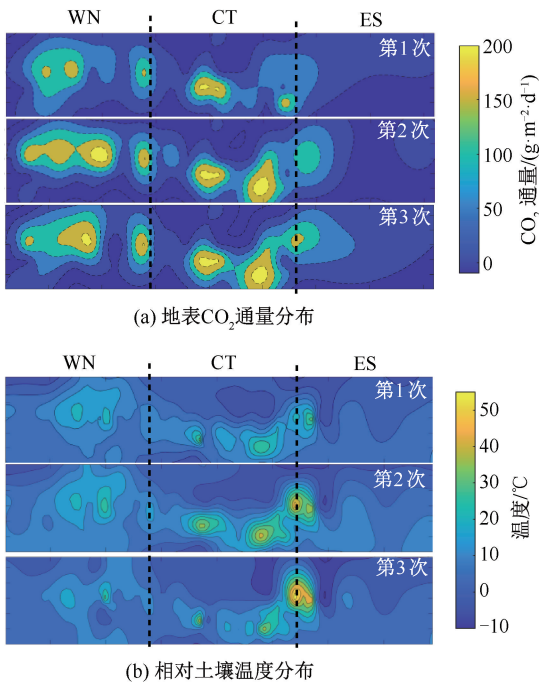 WN CT ES
第1次
第2次
第3次
200
150
100
50
0
CO₂ 通量/(g·m⁻²·d⁻¹)
(a) 地表CO₂通量分布
WN CT ES
第1次
第2次
第3次
50
40
30
20
10
0
−10
温度/℃
(b) 相对土壤温度分布